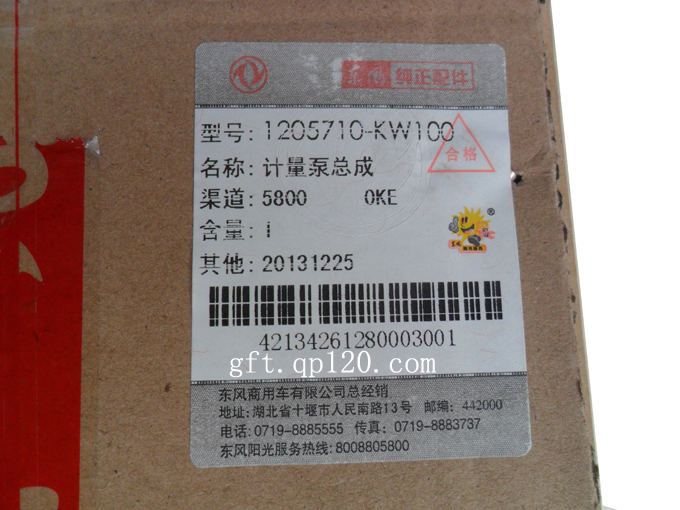 东风 纯正配件
型号: 1205710-KW100
合格
名称: 计量泵总成
渠道: 5800 0KE
含量: 1
其他: 20131225
®
42134261280003001
gft.qp120.com
东风商用车有限公司总经销
地址: 湖北省十堰市人民南路13号 邮编: 442000
电话: 0719-8885555 传真: 0719-8883737
东风阳光服务热线: 8008805800